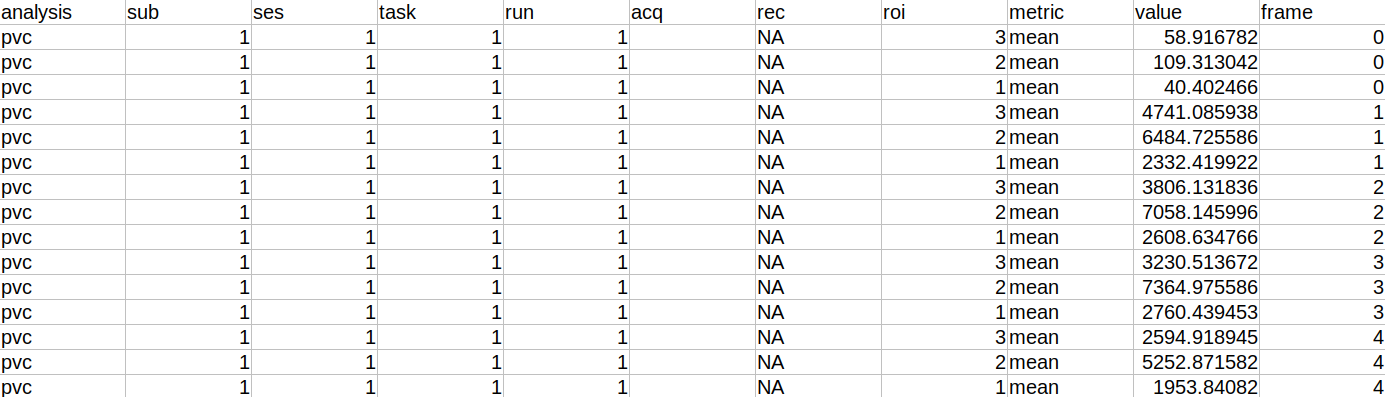 analysis sub ses task run acq rec roi metric value frame
pvc 1 1 1 1 NA 3 mean 58.916782 0
pvc 1 1 1 1 NA 2 mean 109.313042 0
pvc 1 1 1 1 NA 1 mean 40.402466 0
pvc 1 1 1 1 NA 3 mean 4741.085938 1
pvc 1 1 1 1 NA 2 mean 6484.725586 1
pvc 1 1 1 1 NA 1 mean 2332.419922 1
pvc 1 1 1 1 NA 3 mean 3806.131836 2
pvc 1 1 1 1 NA 2 mean 7058.145996 2
pvc 1 1 1 1 NA 1 mean 2608.634766 2
pvc 1 1 1 1 NA 3 mean 3230.513672 3
pvc 1 1 1 1 NA 2 mean 7364.975586 3
pvc 1 1 1 1 NA 1 mean 2760.439453 3
pvc 1 1 1 1 NA 3 mean 2594.918945 4
pvc 1 1 1 1 NA 2 mean 5252.871582 4
pvc 1 1 1 1 NA 1 mean 1953.84082 4